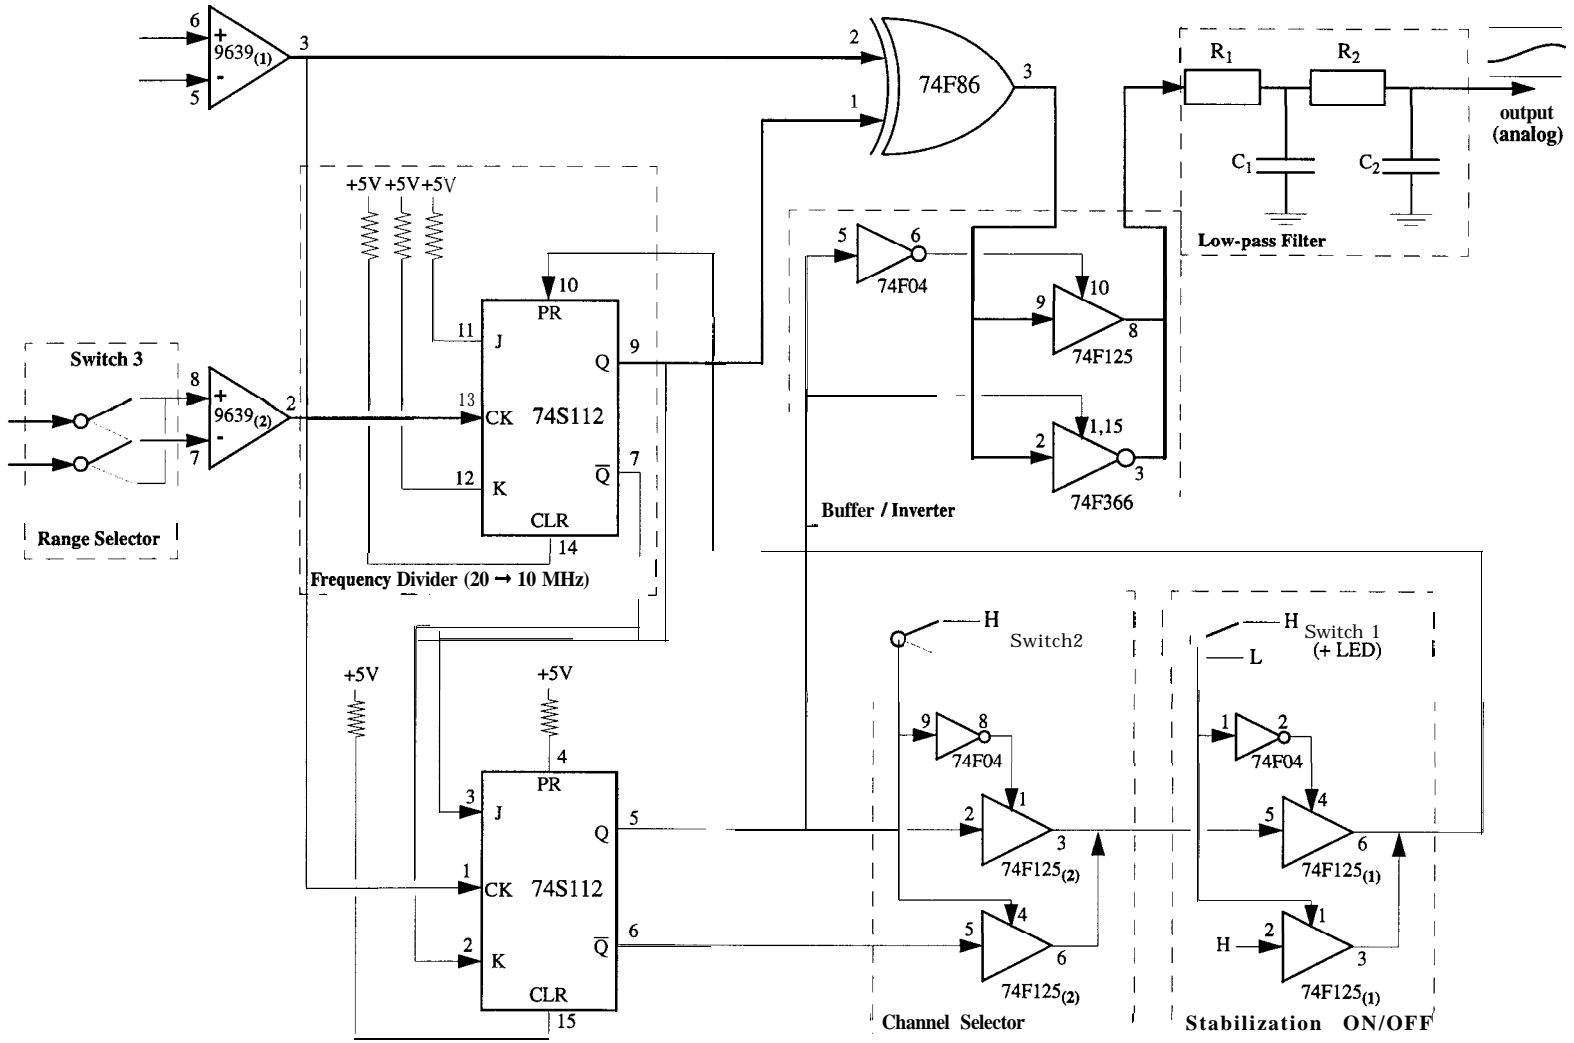 6
+
9639(1)
-
5
3
2
1
74F86
3
R1
R2
C1
C2
output
(analog)
Low-pass Filter
+5V +5V +5V
10
PR
11
J
Q
9
13
CK
74S112
12
K
Q̅
7
CLR
14
Frequency Divider (20 → 10 MHz)
Switch 3
8
+
9639(2)
-
7
2
Range Selector
5
6
74F04
9
10
8
74F125
1,15
2
3
74F366
Buffer / Inverter
+5V
+5V
4
PR
3
J
Q
5
1
CK
74S112
2
K
Q̅
6
CLR
15
H
Switch2
9
8
74F04
1
2
3
74F125(2)
4
5
6
74F125(2)
Channel Selector
H
Switch 1
(+ LED)
L
1
2
74F04
4
5
6
74F125(1)
1
H
2
3
74F125(1)
Stabilization ON/OFF